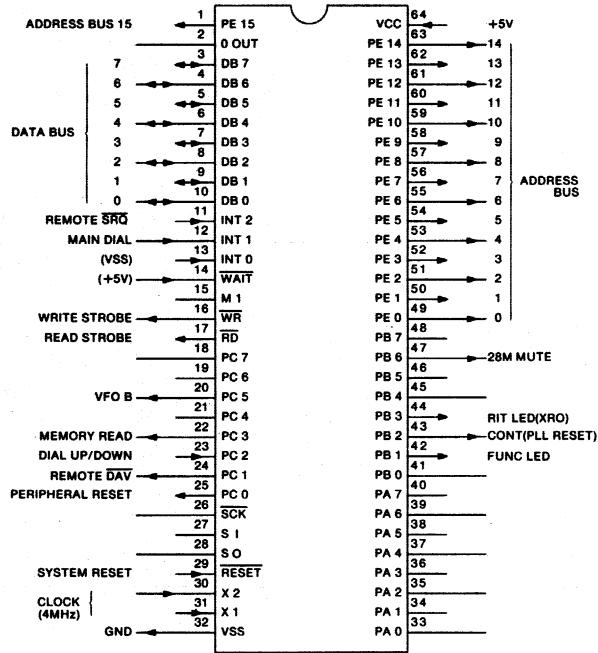 ADDRESS BUS 15 1 PE 15 VCC 64 +5V
2 0 OUT PE 14 63 14
7 3 DB 7 PE 13 62 13
6 4 DB 6 PE 12 61 12
5 5 DB 5 PE 11 60 11
4 6 DB 4 PE 10 59 10
DATA BUS
3 7 DB 3 PE 9 58 9
2 8 DB 2 PE 8 57 8
1 9 DB 1 PE 7 56 7
ADDRESS BUS
0 10 DB 0 PE 6 55 6
REMOTE S̅R̅Q̅ 11 INT 2 PE 5 54 5
MAIN DIAL 12 INT 1 PE 4 53 4
(VSS) 13 INT 0 PE 3 52 3
(+5V) 14 W̅A̅I̅T̅ PE 2 51 2
15 M 1 PE 1 50 1
WRITE STROBE 16 W̅R̅ PE 0 49 0
READ STROBE 17 R̅D̅ PB 7 48
18 PC 7 PB 6 47 28M MUTE
19 PC 6 PB 5 46
VFO B 20 PC 5 PB 4 45
21 PC 4 PB 3 44 RIT LED(XRO)
MEMORY READ 22 PC 3 PB 2 43 CONT(PLL RESET)
DIAL UP/DOWN 23 PC 2 PB 1 42 FUNC LED
REMOTE D̅A̅V̅ 24 PC 1 PB 0 41
PERIPHERAL RESET 25 PC 0 PA 7 40
26 S̅C̅K̅ PA 6 39
27 S I PA 5 38
28 S O PA 4 37
SYSTEM RESET 29 R̅E̅S̅E̅T̅ PA 3 36
30 X 2 PA 2 35
CLOCK
(4MHz) 31 X 1 PA 1 34
GND 32 VSS PA 0 33